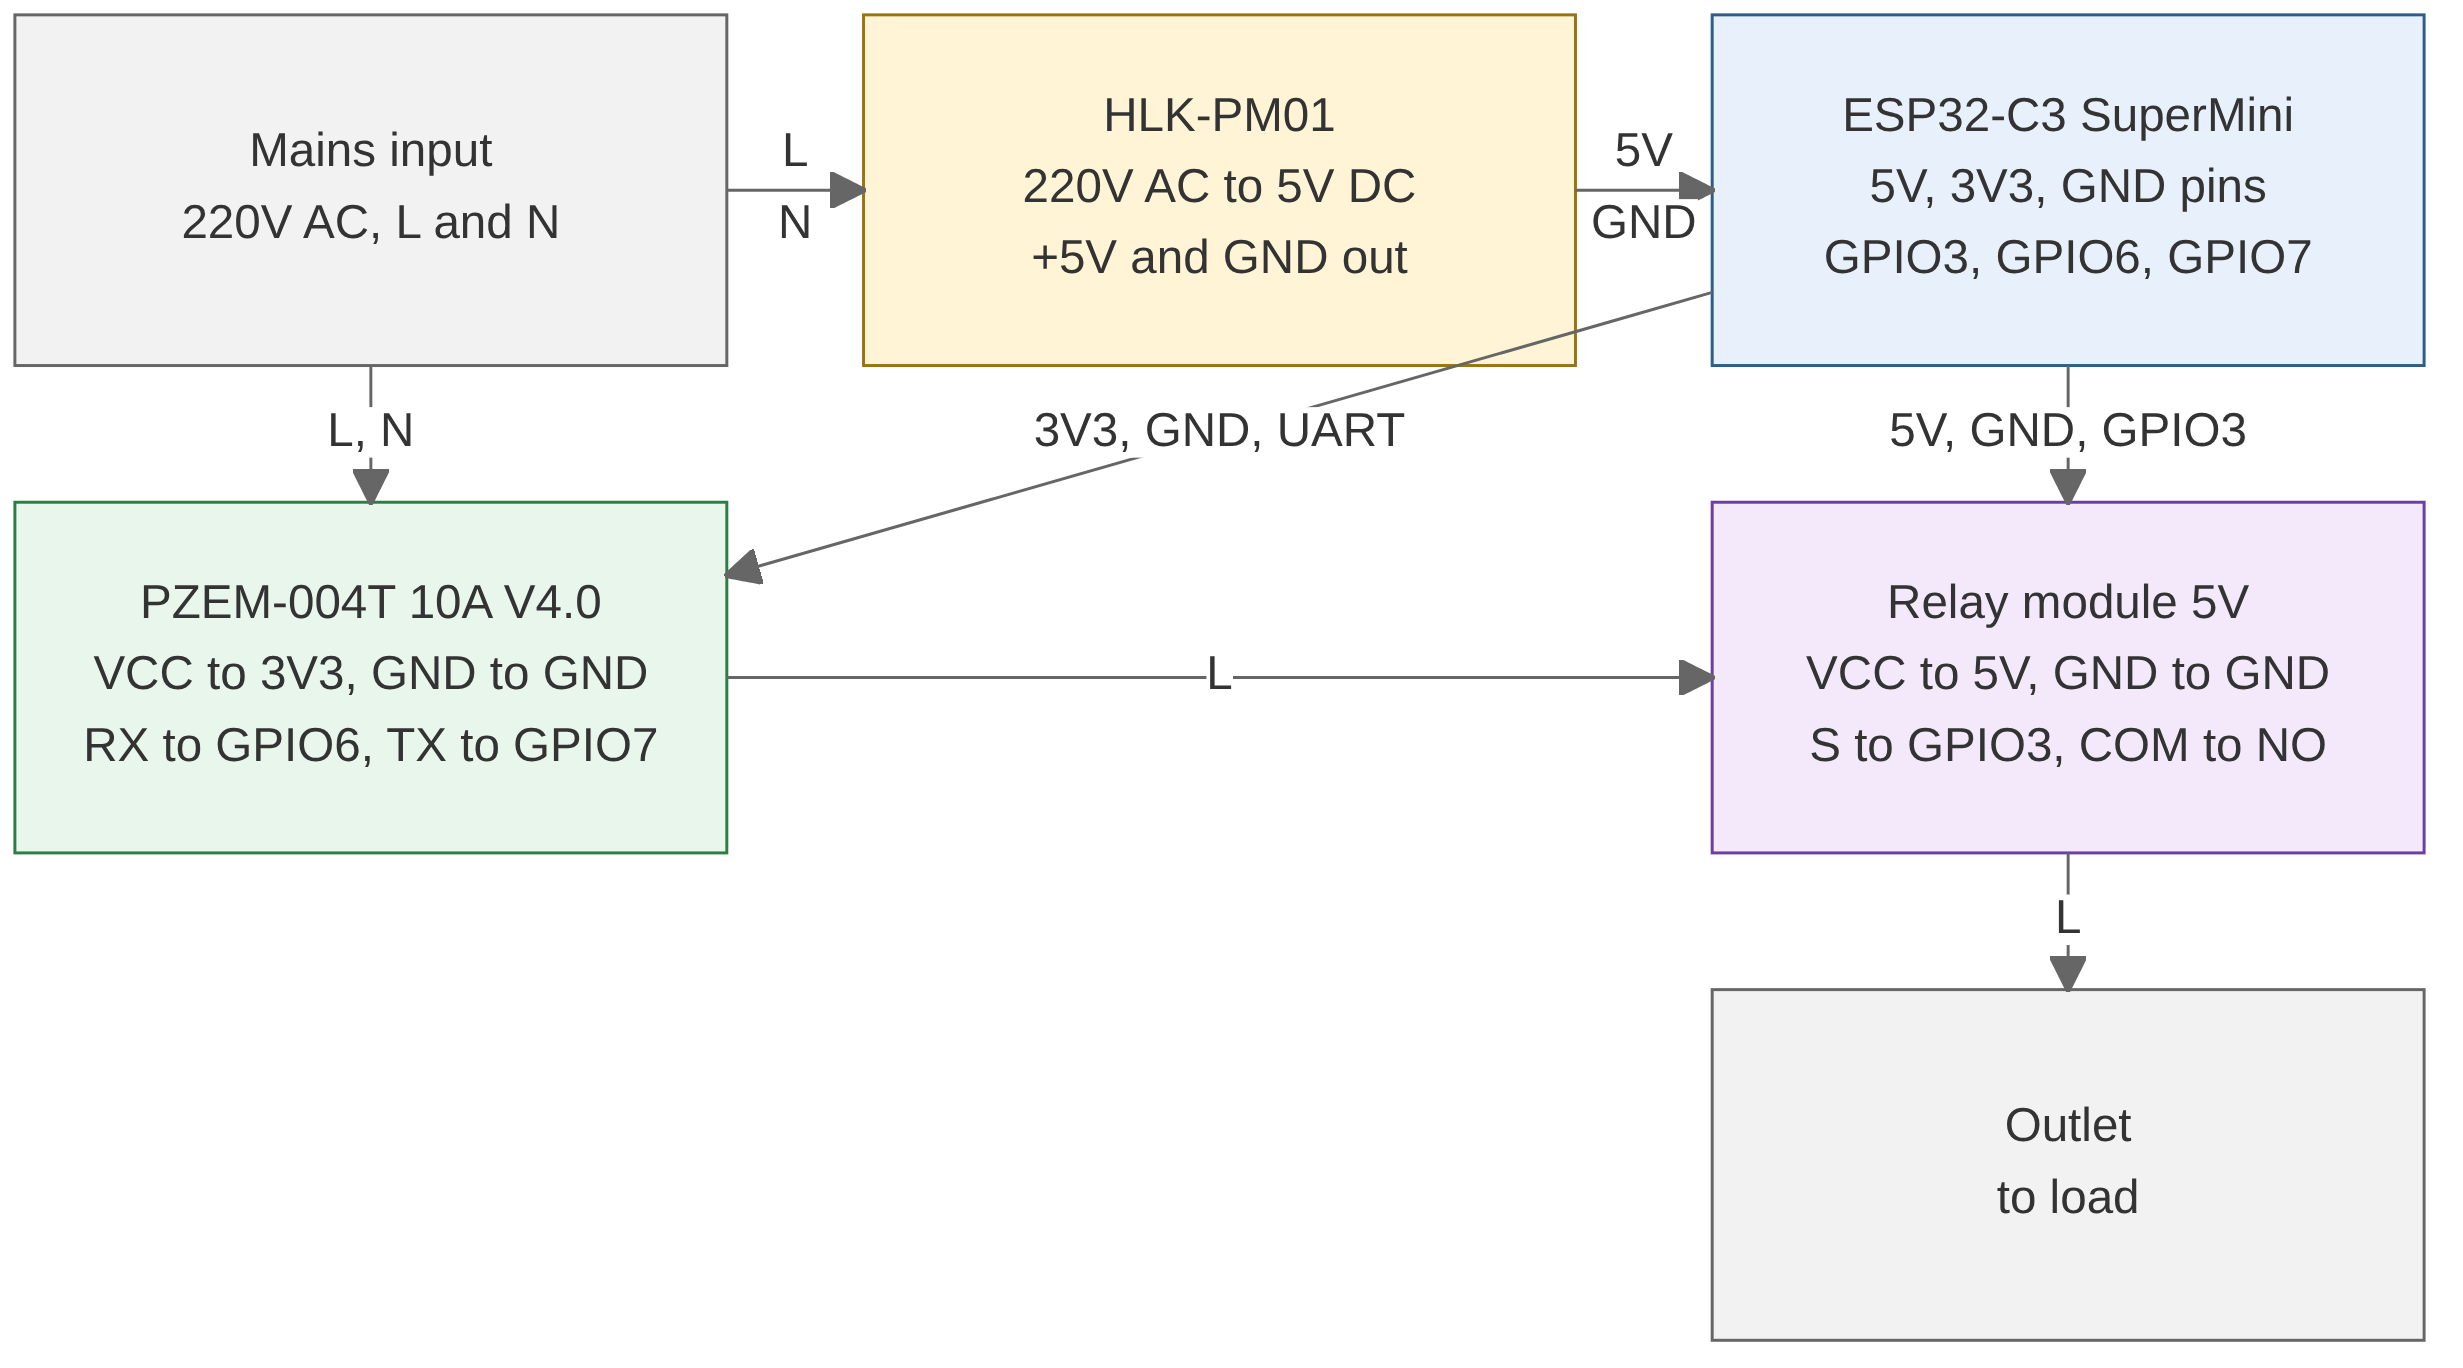 Mains input
220V AC, L and N
L
N
HLK-PM01
220V AC to 5V DC
+5V and GND out
5V
GND
ESP32-C3 SuperMini
5V, 3V3, GND pins
GPIO3, GPIO6, GPIO7
L, N
3V3, GND, UART
5V, GND, GPIO3
PZEM-004T 10A V4.0
VCC to 3V3, GND to GND
RX to GPIO6, TX to GPIO7
L
Relay module 5V
VCC to 5V, GND to GND
S to GPIO3, COM to NO
L
Outlet
to load